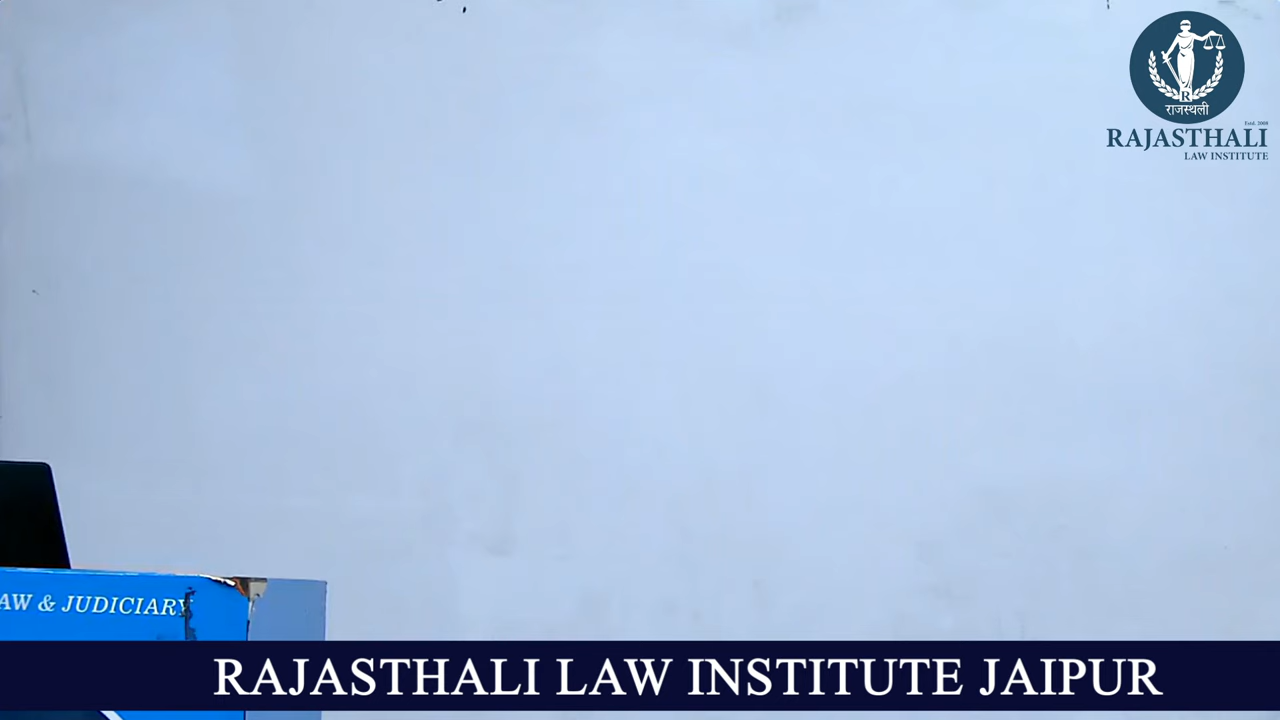 R
राजस्थली
Estd. 2008
RAJASTHALI
LAW INSTITUTE
AW & JUDICIARY
RAJASTHALI LAW INSTITUTE JAIPUR